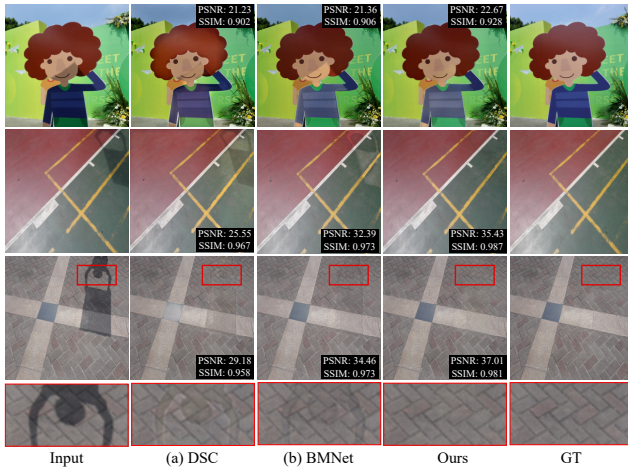 PSNR: 21.23
SSIM: 0.902
PSNR: 21.36
SSIM: 0.906
PSNR: 22.67
SSIM: 0.928
PSNR: 25.55
SSIM: 0.967
PSNR: 32.39
SSIM: 0.973
PSNR: 35.43
SSIM: 0.987
PSNR: 29.18
SSIM: 0.958
PSNR: 34.46
SSIM: 0.973
PSNR: 37.01
SSIM: 0.981
Input (a) DSC (b) BMNet Ours GT